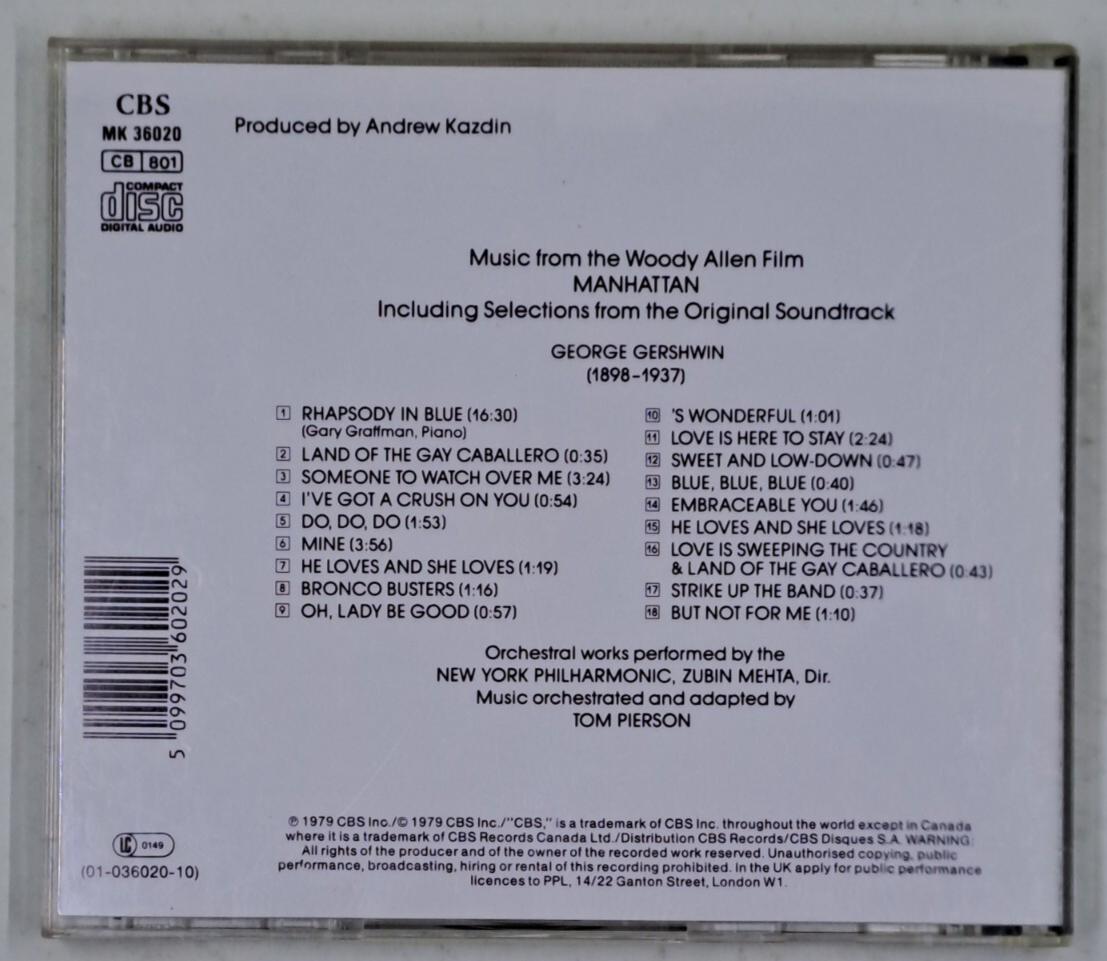 CBS
MK 36020
CB 801
COMPACT
disc
DIGITAL AUDIO
Produced by Andrew Kazdin
Music from the Woody Allen Film
MANHATTAN
Including Selections from the Original Soundtrack
GEORGE GERSHWIN
(1898-1937)
1 RHAPSODY IN BLUE (16:30)
(Gary Graffman, Piano)
2 LAND OF THE GAY CABALLERO (0:35)
3 SOMEONE TO WATCH OVER ME (3:24)
4 I'VE GOT A CRUSH ON YOU (0:54)
5 DO, DO, DO (1:53)
6 MINE (3:56)
7 HE LOVES AND SHE LOVES (1:19)
8 BRONCO BUSTERS (1:16)
9 OH, LADY BE GOOD (0:57)
10 'S WONDERFUL (1:01)
11 LOVE IS HERE TO STAY (2:24)
12 SWEET AND LOW-DOWN (0:47)
13 BLUE, BLUE, BLUE (0:40)
14 EMBRACEABLE YOU (1:46)
15 HE LOVES AND SHE LOVES (1:18)
16 LOVE IS SWEEPING THE COUNTRY
& LAND OF THE GAY CABALLERO (0:43)
17 STRIKE UP THE BAND (0:37)
18 BUT NOT FOR ME (1:10)
Orchestral works performed by the
NEW YORK PHILHARMONIC, ZUBIN MEHTA, Dir.
Music orchestrated and adapted by
TOM PIERSON
5 099703 602029
LC 0149
(01-036020-10)
℗ 1979 CBS Inc./© 1979 CBS Inc./"CBS," is a trademark of CBS Inc. throughout the world except in Canada
where it is a trademark of CBS Records Canada Ltd./Distribution CBS Records/CBS Disques S.A. WARNING:
All rights of the producer and of the owner of the recorded work reserved. Unauthorised copying, public
performance, broadcasting, hiring or rental of this recording prohibited. In the UK apply for public performance
licences to PPL, 14/22 Ganton Street, London W1.